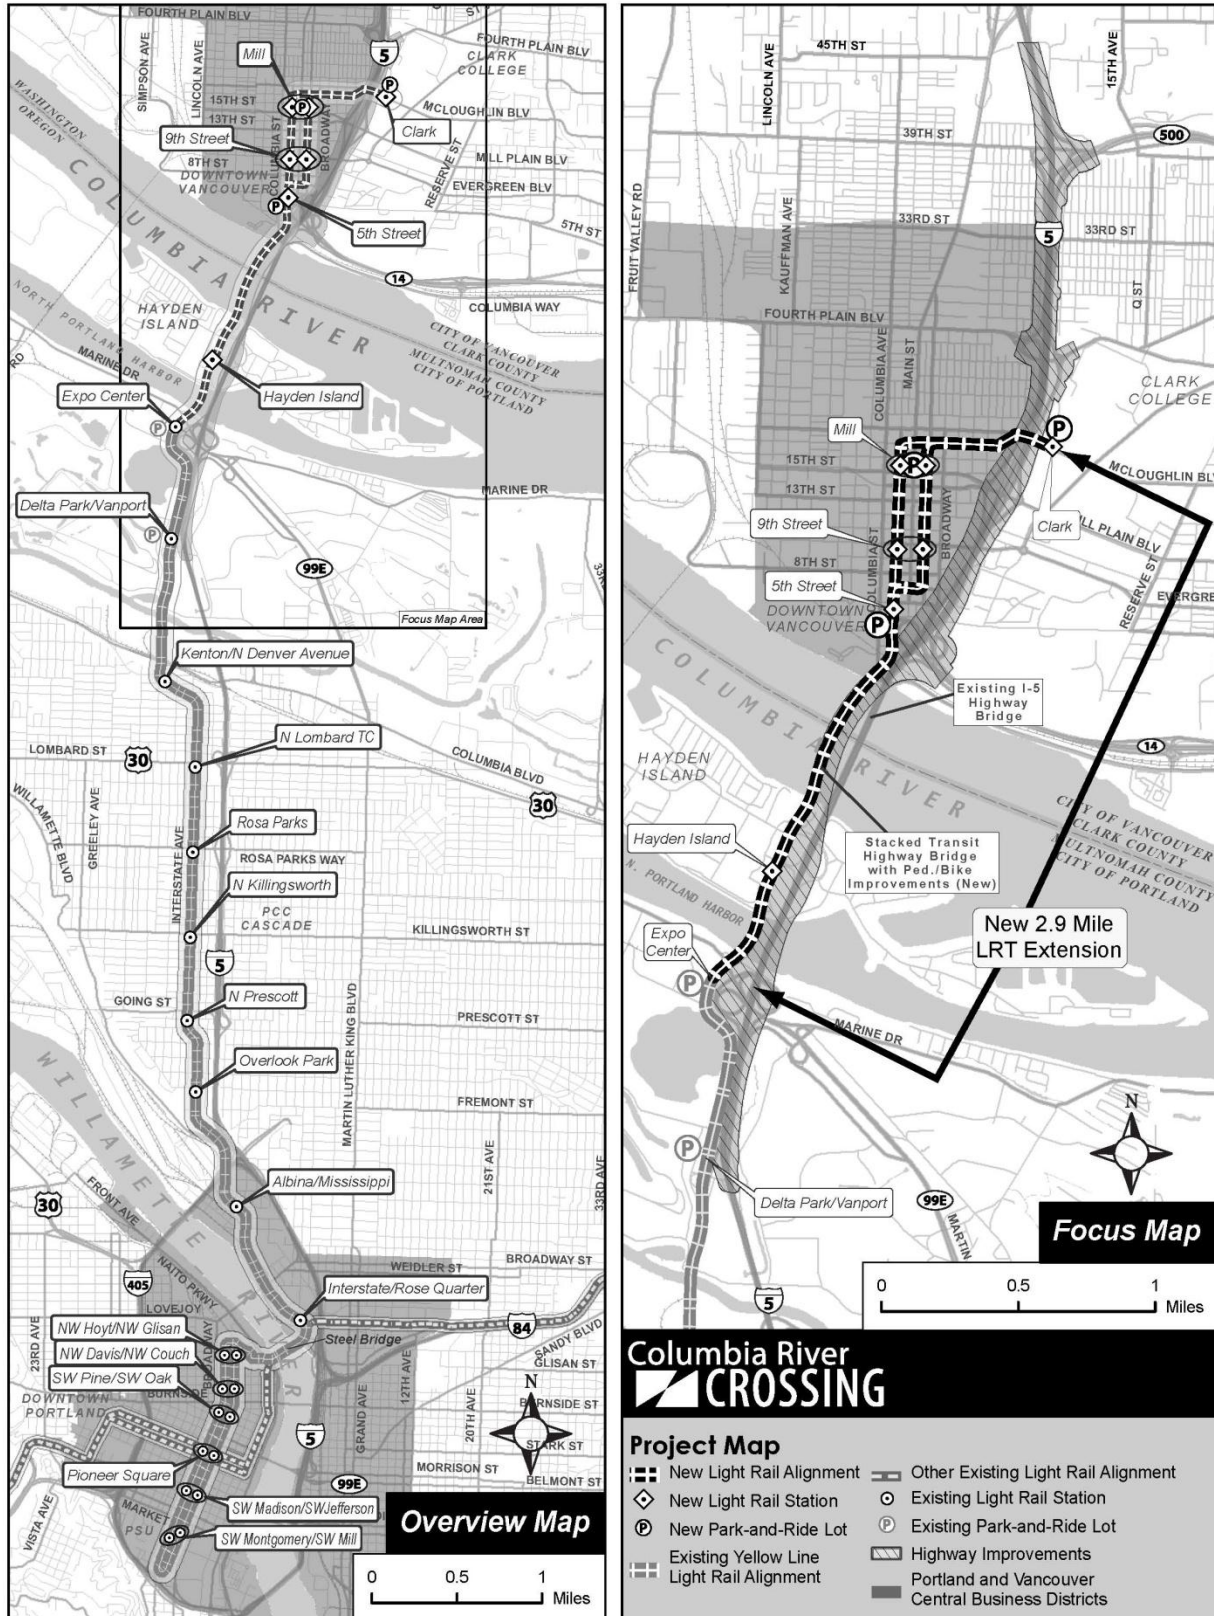 FOURTH PLAIN BLV
SIMPSON AVE
LINCOLN AVE
5
FOURTH PLAIN BLV
CLARK
COLLEGE
Mill
WASHINGTON
OREGON
15TH ST
13TH ST
COLUMBIA ST
BROADWAY
MCLOUGHLIN BLV
Clark
9th Street
8TH ST
DOWNTOWN
VANCOUVER
RESERVE ST
MILL PLAIN BLV
EVERGREEN BLV
5TH ST
P
5th Street
14
COLUMBIA WAY
COLUMBIA RIVER
HAYDEN
ISLAND
NORTH PORTLAND HARBOR
MARINE DR
CITY OF VANCOUVER
CLARK COUNTY
MULTNOMAH COUNTY
CITY OF PORTLAND
RD
Expo Center
P
Hayden Island
MARINE DR
Delta Park/Vanport
P
99E
33RD
Focus Map Area
Kenton/N Denver Avenue
N Lombard TC
LOMBARD ST
30
COLUMBIA BLVD
30
WILLAMETTE BLVD
GREELEY AVE
INTERSTATE AVE
Rosa Parks
ROSA PARKS WAY
N Killingsworth
PCC
CASCADE
KILLINGSWORTH ST
5
GOING ST
N Prescott
PRESCOTT ST
MARTIN LUTHER KING BLVD
Overlook Park
FREMONT ST
WILLAMETTE RIVER
21ST AVE
33RD AVE
30
FRONT AVE
Albina/Mississippi
BROADWAY ST
WEIDLER ST
405
NAITO PKWY
LOVEJOY
Interstate/Rose Quarter
84
SANDY BLVD
NW Hoyt/NW Glisan
Steel Bridge
23RD AVE
BROADWAY
NW Davis/NW Couch
GLISAN ST
SW Pine/SW Oak
BURNSIDE
12TH AVE
N
BURNSIDE ST
DOWNTOWN
PORTLAND
GRAND AVE
20TH AVE
5
STARK ST
MORRISON ST
BELMONT ST
Pioneer Square
99E
VISTA AVE
MARKET
PSU
SW Madison/SWJefferson
SW Montgomery/SW Mill
Overview Map
0 0.5 1
Miles
LINCOLN AVE
45TH ST
15TH AVE
39TH ST
500
FRUIT VALLEY RD
KAUFFMAN AVE
33RD ST
5
33RD ST
Q ST
FOURTH PLAIN BLV
COLUMBIA AVE
MAIN ST
CLARK
COLLEGE
Mill
P
P
15TH ST
13TH ST
MCLOUGHLIN BLV
9th Street
BROADWAY
Clark
8TH ST
5th Street
DOWNTOWN
VANCOUVER
P
RESERVE ST
COLUMBIA RIVER
Existing I-5
Highway
Bridge
14
HAYDEN
ISLAND
CITY OF VANCOUVER
CLARK COUNTY
MULTNOMAH COUNTY
CITY OF PORTLAND
Hayden Island
Stacked Transit
Highway Bridge
with Ped./Bike
Improvements (New)
N. PORTLAND HARBOR
New 2.9 Mile
LRT Extension
Expo
Center
P
MARINE DR
P
N
Delta Park/Vanport
99E
MARTIN
Focus Map
0 0.5 1
Miles
5
Columbia River
CROSSING
Project Map
New Light Rail Alignment
New Light Rail Station
P New Park-and-Ride Lot
Existing Yellow Line
Light Rail Alignment
Other Existing Light Rail Alignment
Existing Light Rail Station
P Existing Park-and-Ride Lot
Highway Improvements
Portland and Vancouver
Central Business Districts